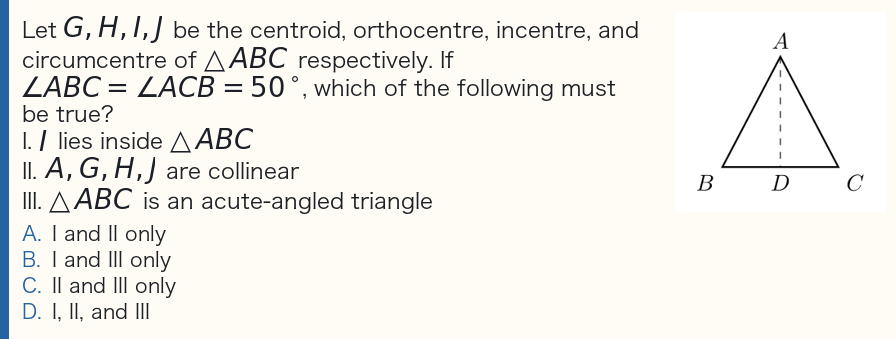 Let G, H, I, J be the centroid, orthocentre, incentre, and
circumcentre of △ABC respectively. If
∠ABC = ∠ACB = 50°, which of the following must
be true?
I. I lies inside △ABC
II. A, G, H, J are collinear
III. △ABC is an acute-angled triangle
A. I and II only
B. I and III only
C. II and III only
D. I, II, and III
A
B D C